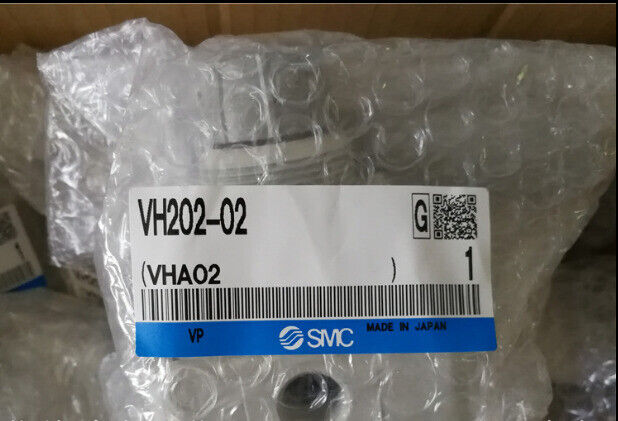 VH202-02 G
(VHA02 ) 1
VP SMC MADE IN JAPAN